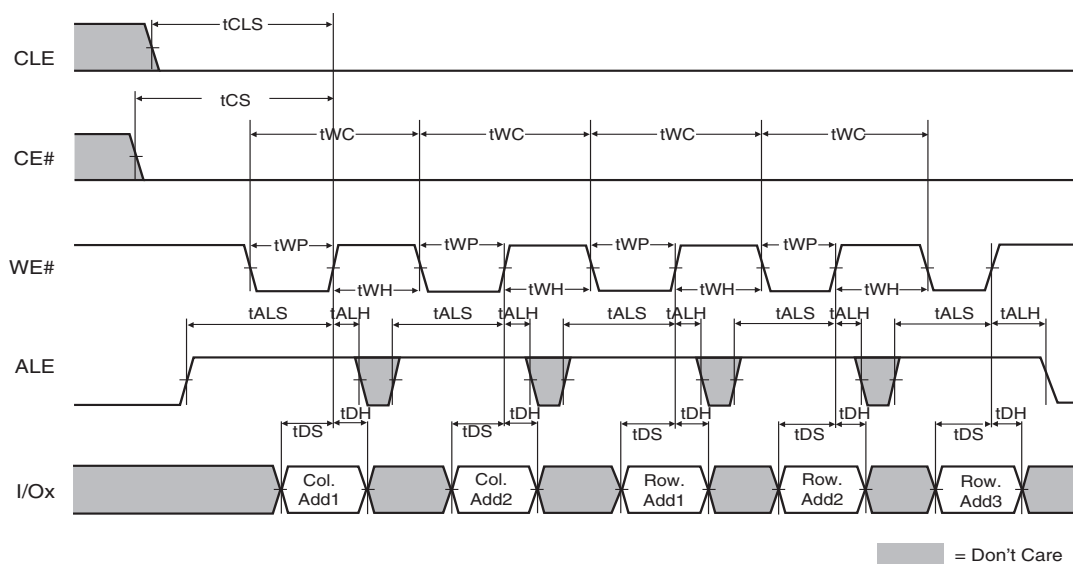 tCLS
CLE
tCS
tWC tWC tWC tWC
CE#
tWP tWP tWP tWP
WE#
tWH tWH tWH tWH
tALS tALH tALS tALH tALS tALH tALS tALH tALS tALH
ALE
tDH tDH tDH tDH tDH
tDS tDS tDS tDS tDS
I/Ox
Col. Add1
Col. Add2
Row. Add1
Row. Add2
Row. Add3
= Don't Care